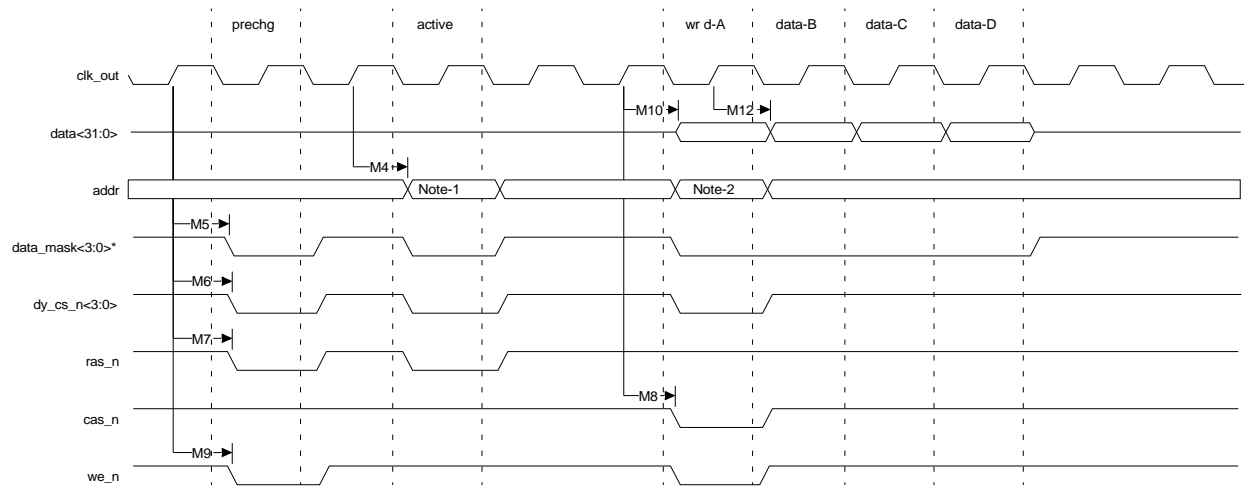 prechg active wr d-A data-B data-C data-D
clk_out
M10 M12
data<31:0>
M4
addr Note-1 Note-2
M5
data_mask<3:0>*
M6
dy_cs_n<3:0>
M7
ras_n
M8
cas_n
M9
we_n